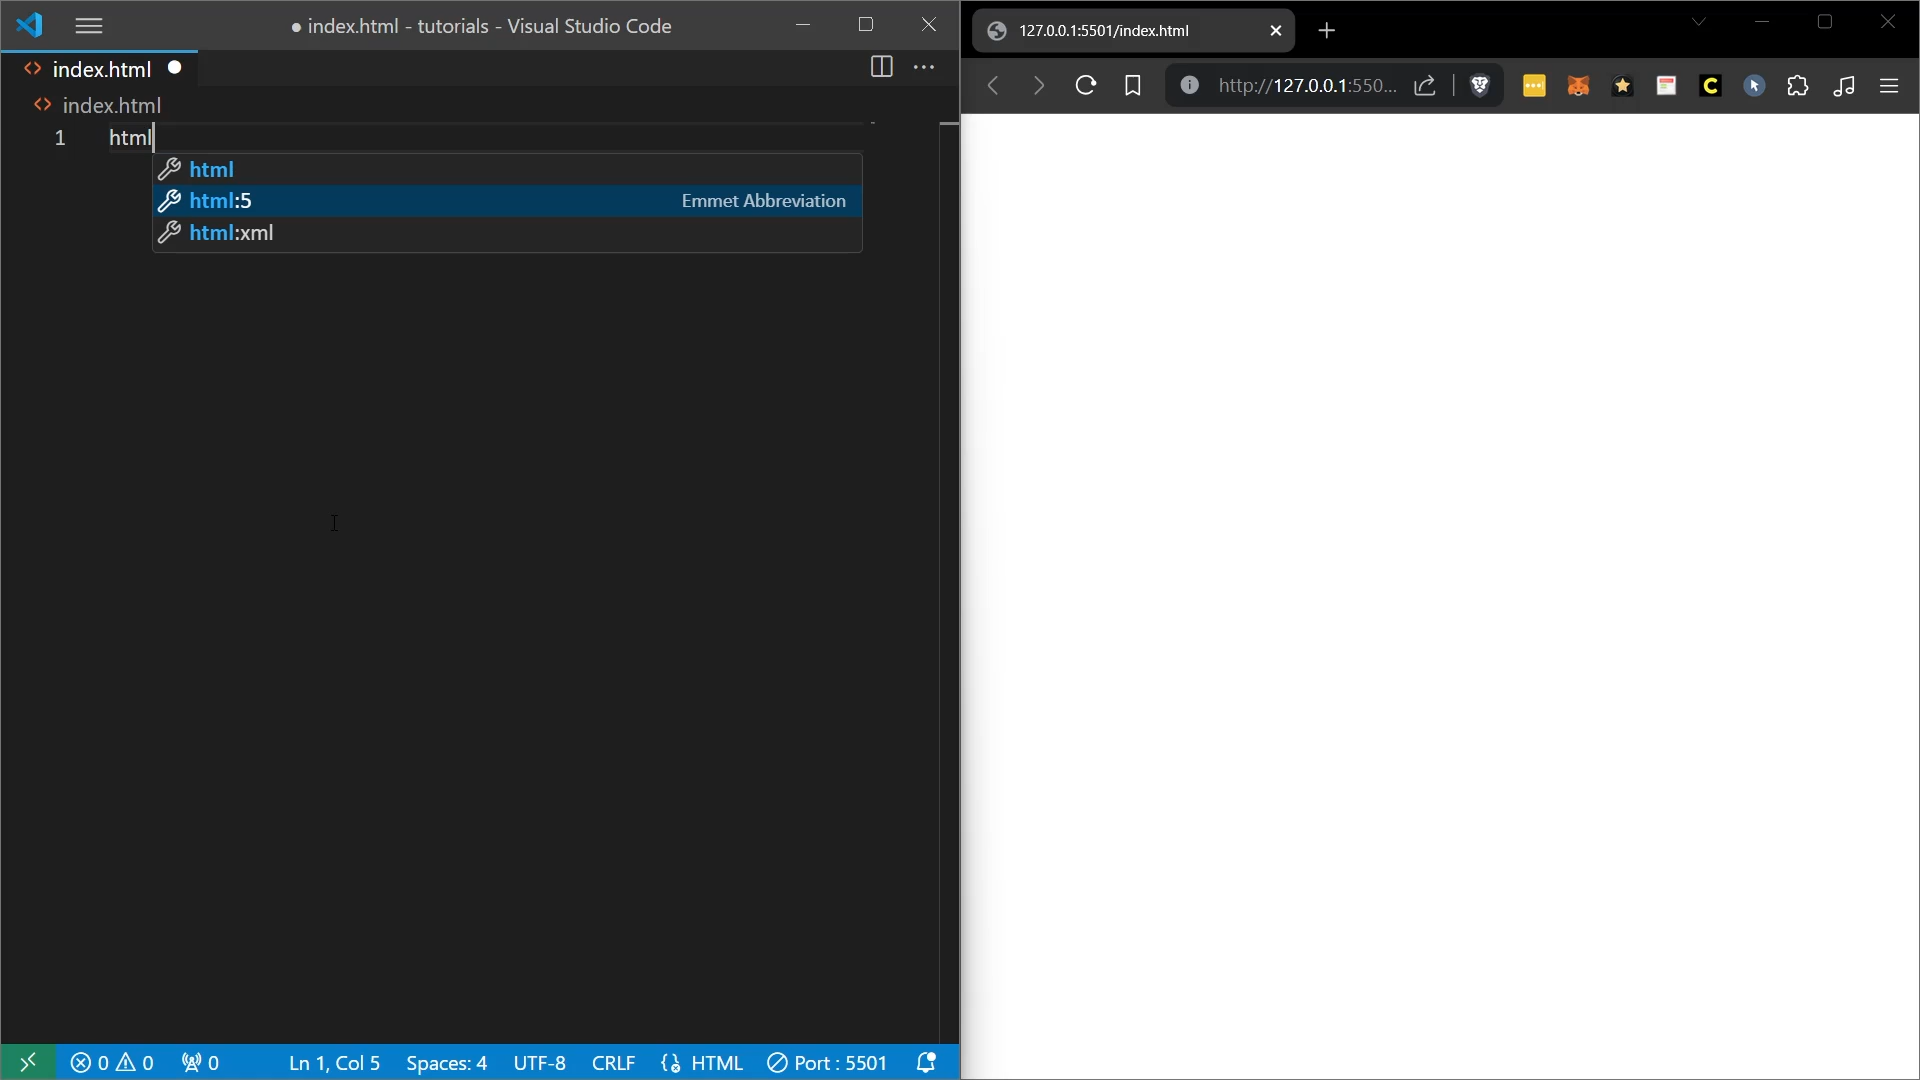 ● index.html - tutorials - Visual Studio Code
index.html
index.html
1 html
html
html:5 Emmet Abbreviation
html:xml
0 0 0 Ln 1, Col 5 Spaces: 4 UTF-8 CRLF HTML Port : 5501
127.0.0.1:5501/index.html
http://127.0.0.1:550...
C